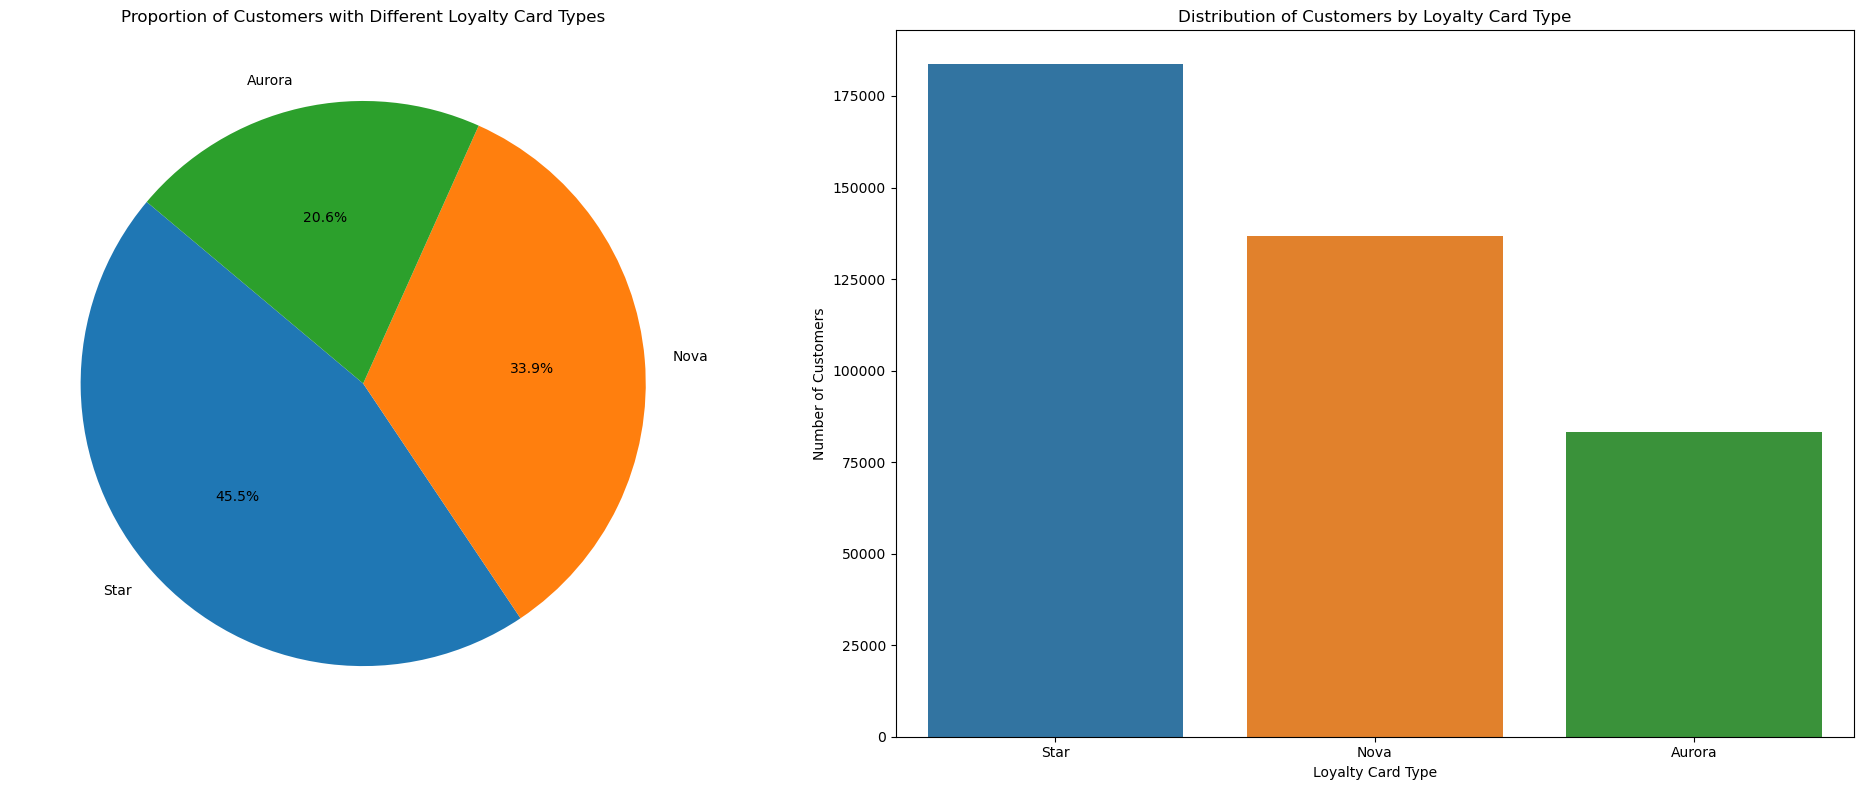 Proportion of Customers with Different Loyalty Card Types
Aurora
20.6%
Nova
33.9%
45.5%
Star
Distribution of Customers by Loyalty Card Type
Number of Customers
175000
150000
125000
100000
75000
50000
25000
0
Star Nova Aurora
Loyalty Card Type